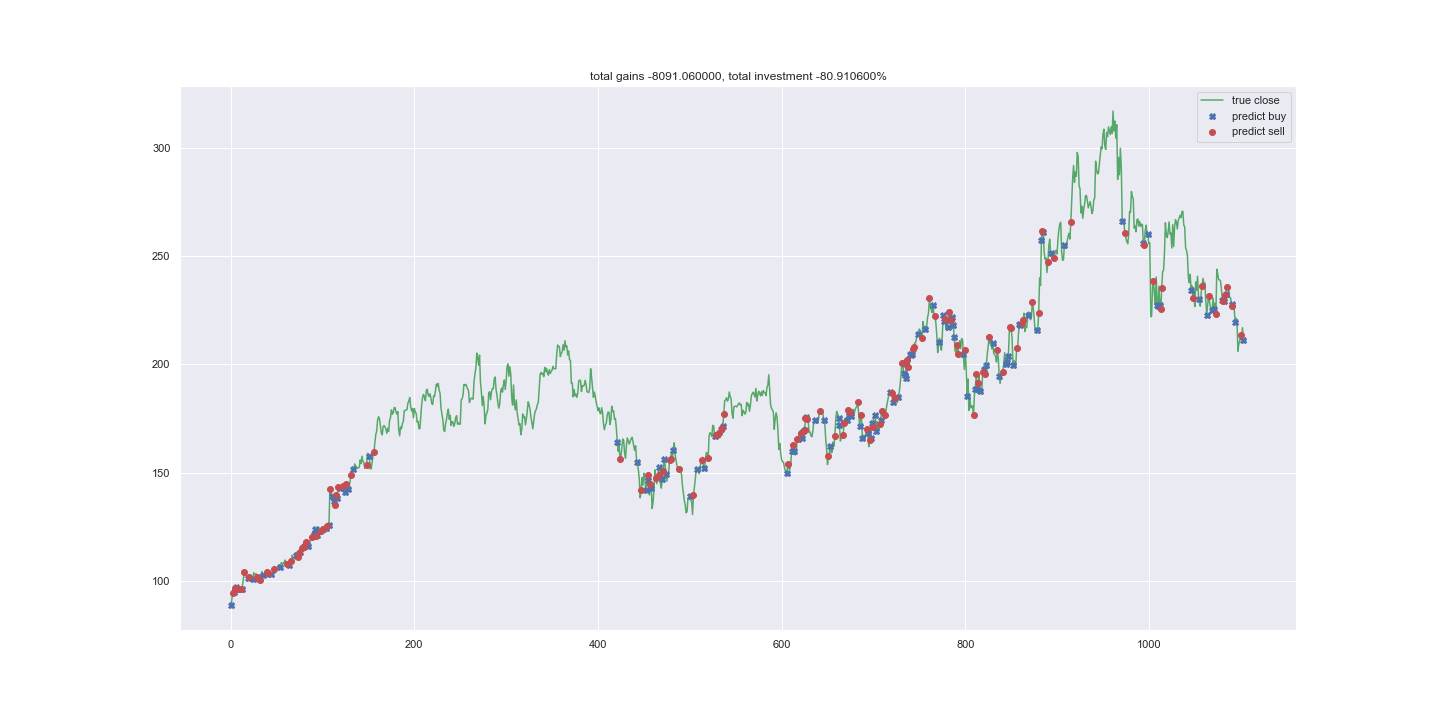 total gains -8091.060000, total investment -80.910600%
true close
predict buy
predict sell
300
250
200
150
100
0 200 400 600 800 1000